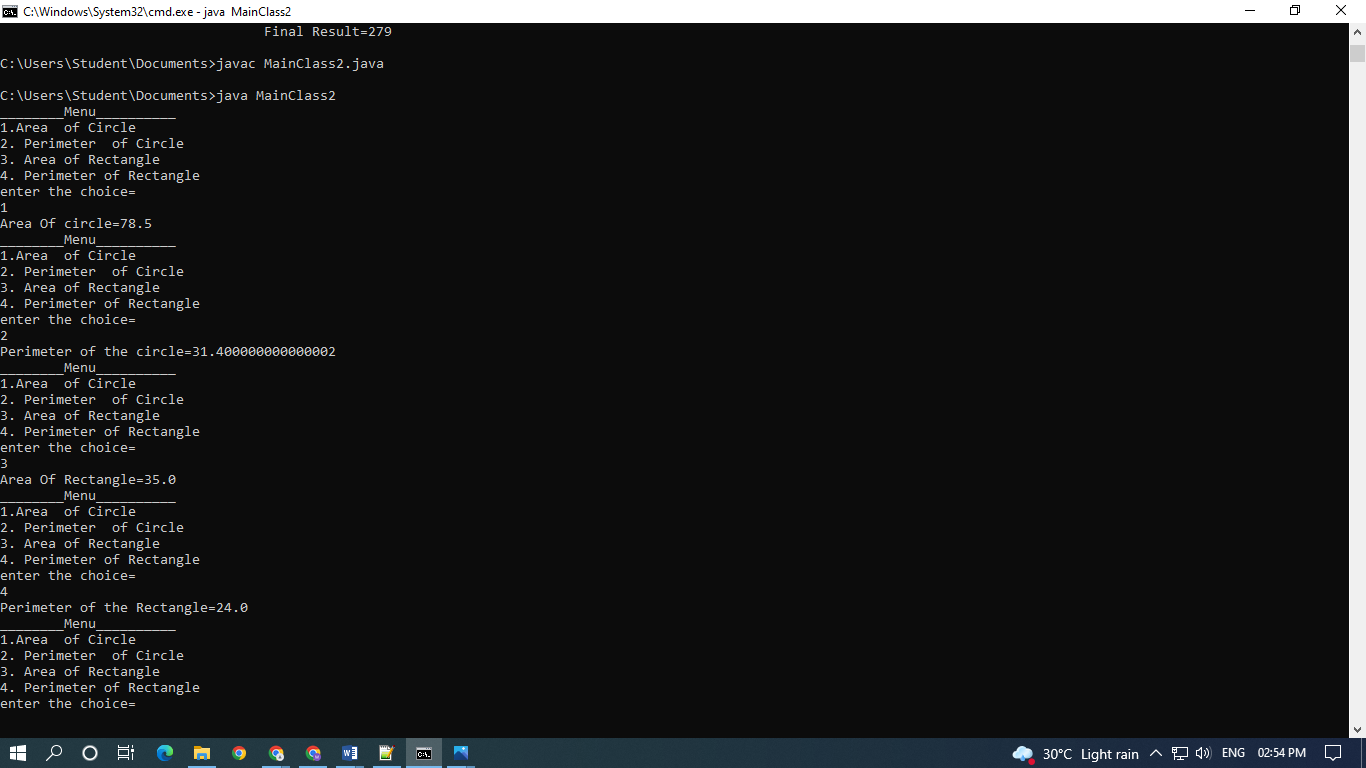 C:\Windows\System32\cmd.exe - java  MainClass2
                                 Final Result=279
C:\Users\Student\Documents>javac MainClass2.java
C:\Users\Student\Documents>java MainClass2
________Menu__________
1.Area  of Circle
2. Perimeter  of Circle
3. Area of Rectangle
4. Perimeter of Rectangle
enter the choice=
1
Area Of circle=78.5
________Menu__________
1.Area  of Circle
2. Perimeter  of Circle
3. Area of Rectangle
4. Perimeter of Rectangle
enter the choice=
2
Perimeter of the circle=31.400000000000002
________Menu__________
1.Area  of Circle
2. Perimeter  of Circle
3. Area of Rectangle
4. Perimeter of Rectangle
enter the choice=
3
Area Of Rectangle=35.0
________Menu__________
1.Area  of Circle
2. Perimeter  of Circle
3. Area of Rectangle
4. Perimeter of Rectangle
enter the choice=
4
Perimeter of the Rectangle=24.0
________Menu__________
1.Area  of Circle
2. Perimeter  of Circle
3. Area of Rectangle
4. Perimeter of Rectangle
enter the choice=
30°C  Light rain  ENG  02:54 PM